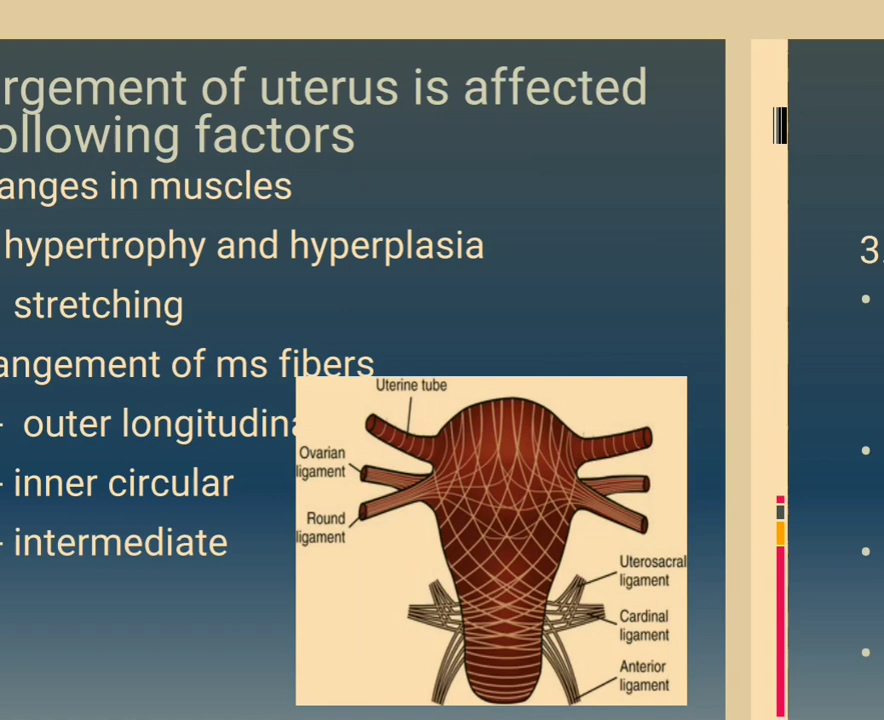 rgement of uterus is affected
ollowing factors
anges in muscles
hypertrophy and hyperplasia
stretching
angement of ms fibers
- outer longitudina
- inner circular
- intermediate
Uterine tube
Ovarian
ligament
Round
ligament
Uterosacral
ligament
Cardinal
ligament
Anterior
ligament
3.